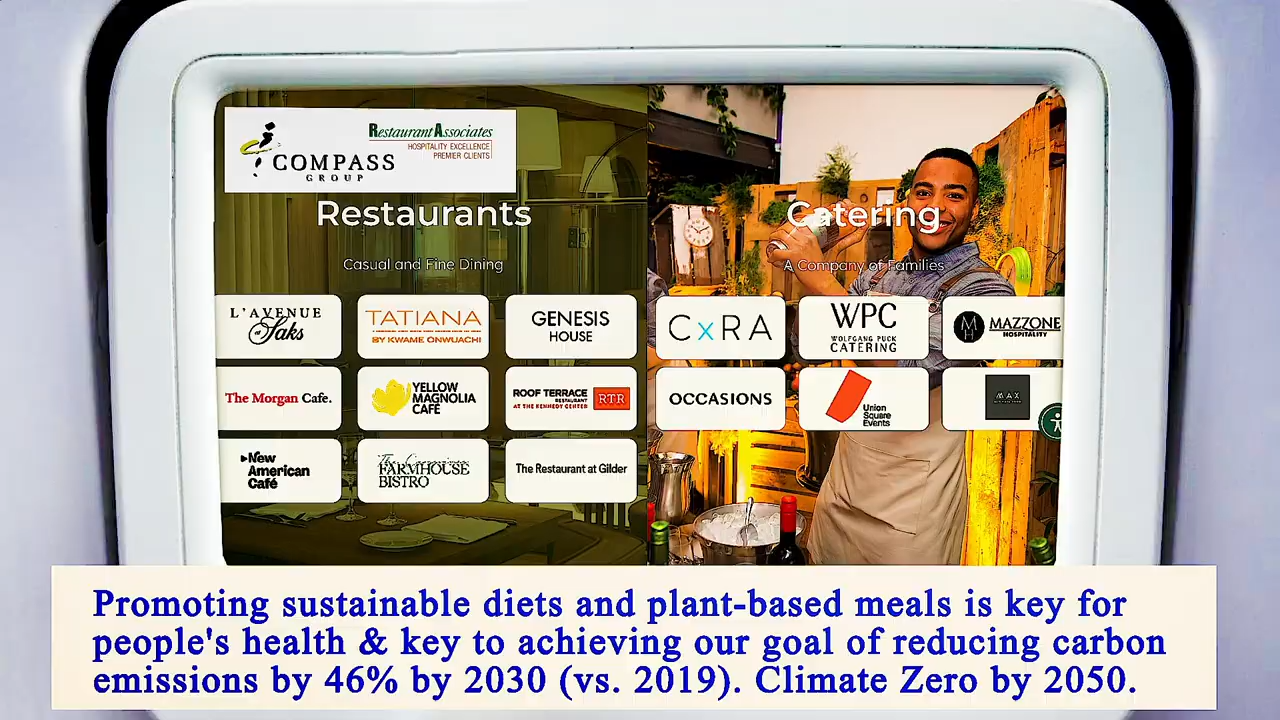 COMPASS
GROUP
Restaurant Associates
HOSPITALITY EXCELLENCE
PREMIER CLIENTS
Restaurants
Casual and Fine Dining
L'AVENUE
at Saks
TATIANA
BY KWAME ONWUACHI
GENESIS
HOUSE
The Morgan Cafe.
YELLOW
MAGNOLIA
CAFÉ
ROOF TERRACE
RESTAURANT
AT THE KENNEDY CENTER
RTR
New
American
Café
FARMHOUSE
BISTRO
The Restaurant at Gilder
Catering
A Company of Families
CxRA
WPC
WOLFGANG PUCK
CATERING
MH
MAZZONE
HOSPITALITY
OCCASIONS
Union
Square
Events
MAX
Promoting sustainable diets and plant-based meals is key for
people's health & key to achieving our goal of reducing carbon
emissions by 46% by 2030 (vs. 2019). Climate Zero by 2050.